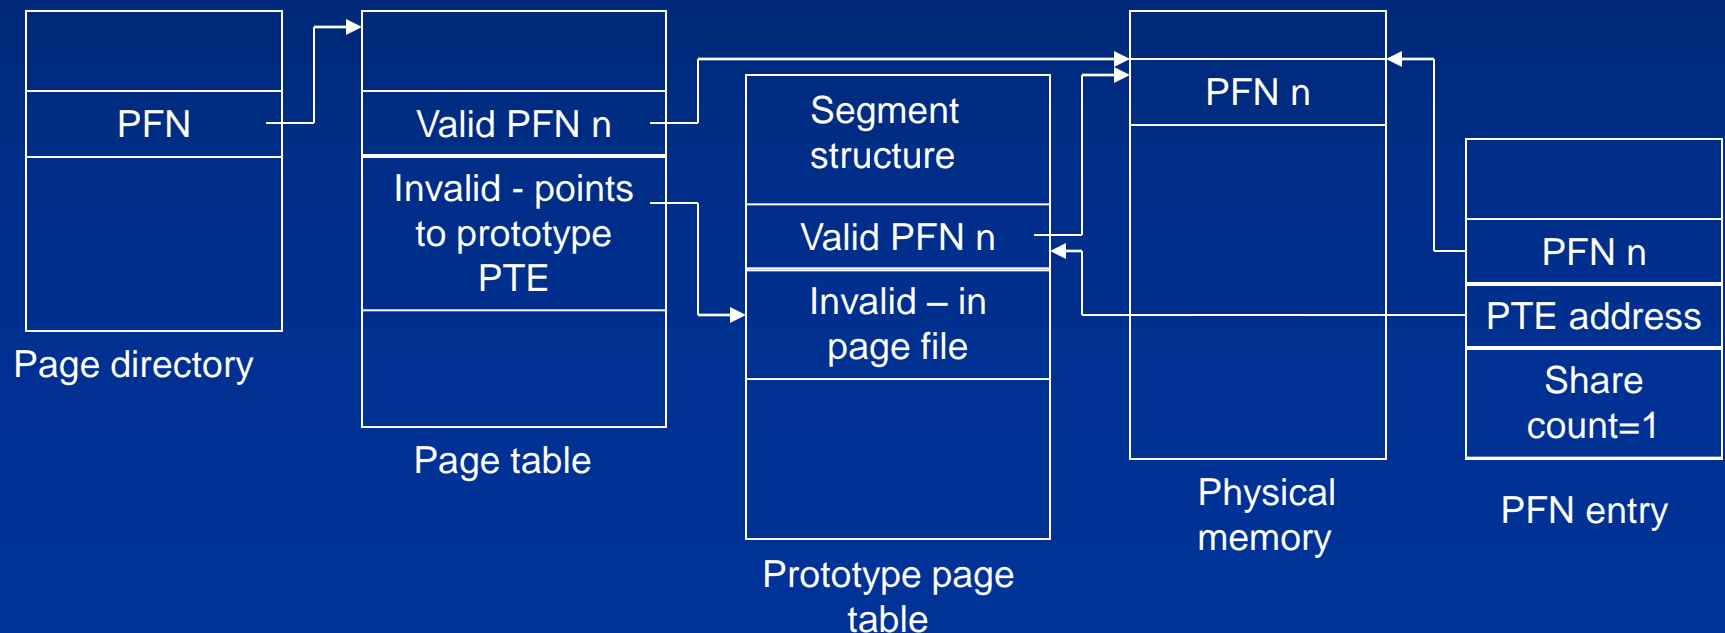 PFN
Page directory
Valid PFN n
Invalid - points
to prototype
PTE
Page table
Segment
structure
Valid PFN n
Invalid – in
page file
Prototype page
table
PFN n
Physical
memory
PFN n
PTE address
Share
count=1
PFN entry